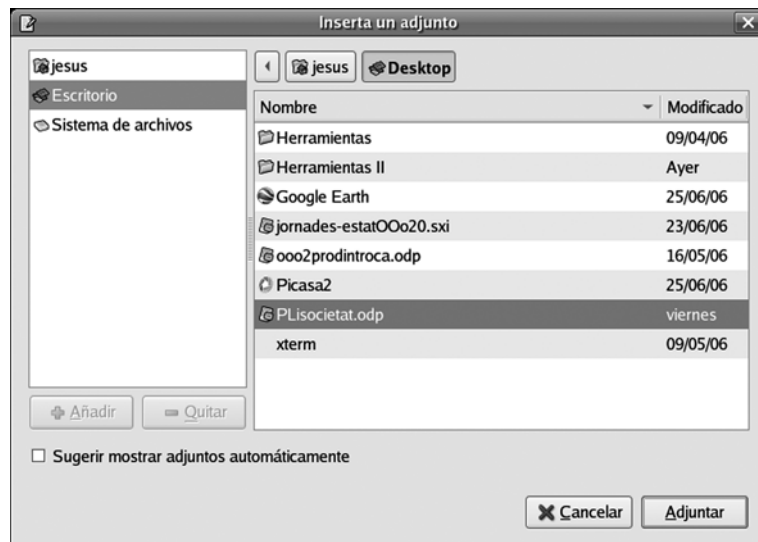 Inserta un adjunto
jesus
Escritorio
Sistema de archivos
jesus Desktop
Nombre Modificado
Herramientas 09/04/06
Herramientas II Ayer
Google Earth 25/06/06
jornades-estatOOo20.sxi 23/06/06
ooo2prodintroca.odp 16/05/06
Picasa2 25/06/06
PLisocietat.odp viernes
xterm 09/05/06
Añadir Quitar
Sugerir mostrar adjuntos automáticamente
Cancelar Adjuntar